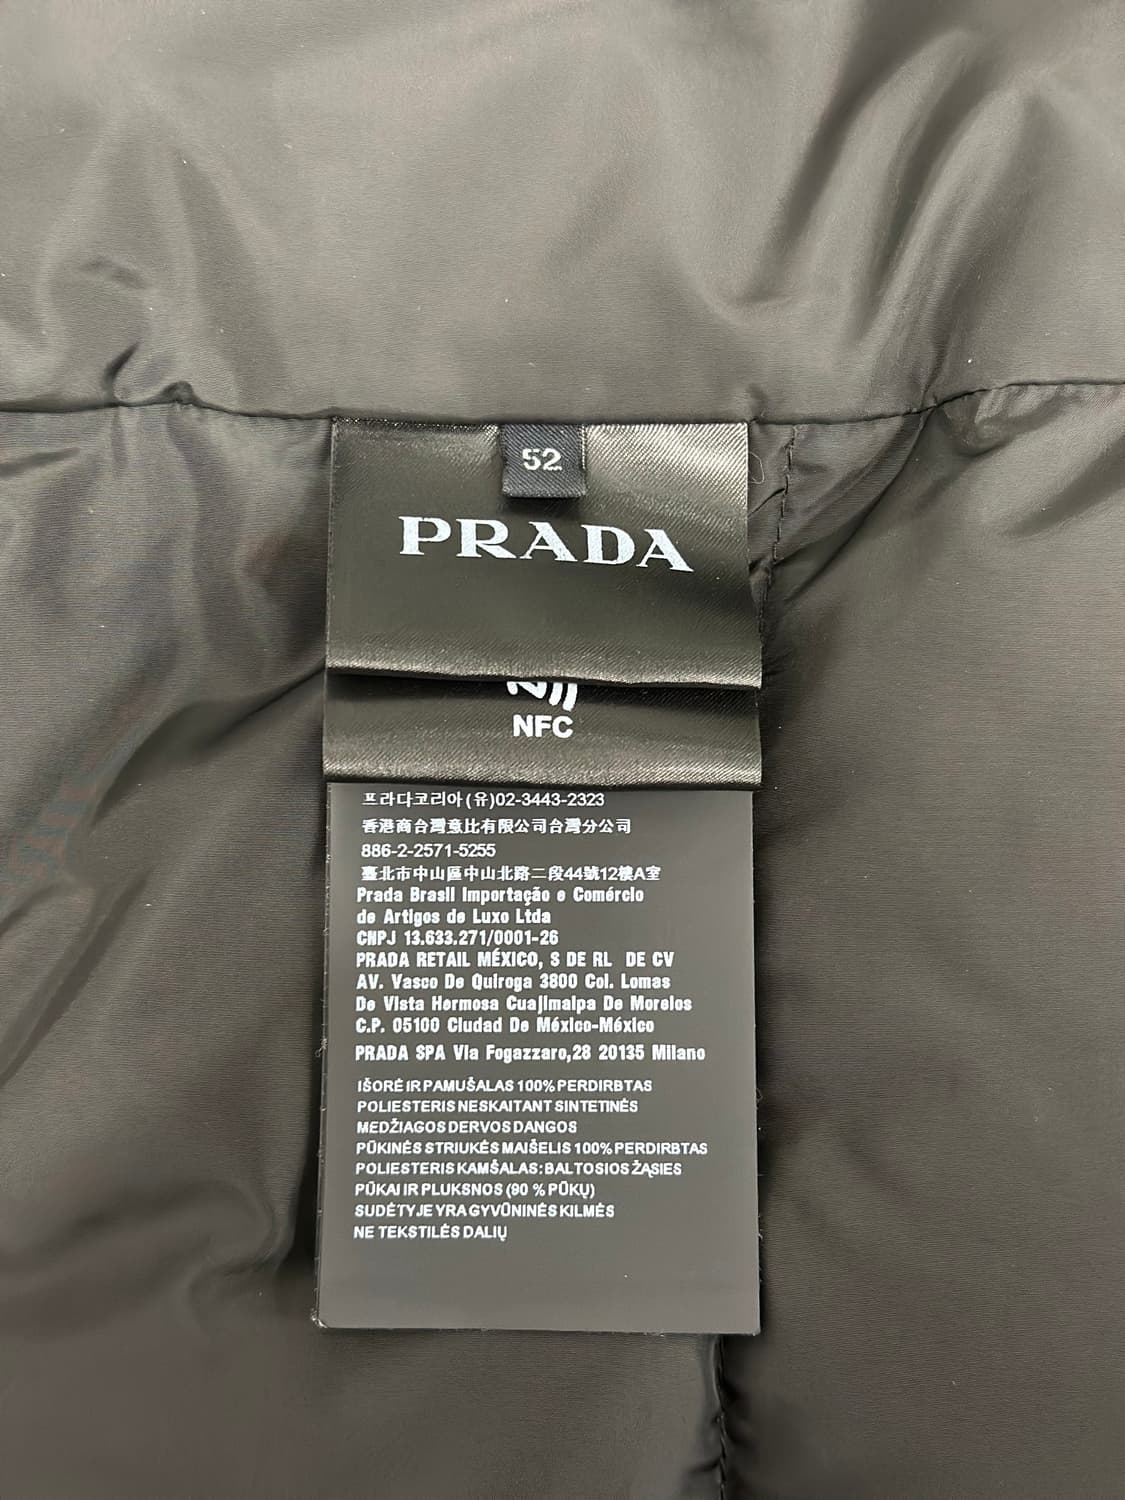 52
PRADA
NFC
프라다코리아(유)02-3443-2323
香港商台灣意比有限公司台灣分公司
886-2-2571-5255
臺北市中山區中山北路二段44號12樓A室
Prada Brasil Importação e Comércio
de Artigos de Luxo Ltda
CNPJ 13.633.271/0001-26
PRADA RETAIL MÉXICO, S DE RL DE CV
AV. Vasco De Quiroga 3800 Col. Lomas
De Vista Hermosa Cuajimalpa De Morelos
C.P. 05100 Ciudad De México-México
PRADA SPA Via Fogazzaro,28 20135 Milano
IŠORĖ IR PAMUŠALAS 100% PERDIRBTAS
POLIESTERIS NESKAITANT SINTETINĖS
MEDŽIAGOS DERVOS DANGOS
PŪKINĖS STRIUKĖS MAIŠELIS 100% PERDIRBTAS
POLIESTERIS KAMŠALAS: BALTOSIOS ŽĄSIES
PŪKAI IR PLUKSNOS (90 % PŪKŲ)
SUDĖTYJE YRA GYVŪNINĖS KILMĖS
NE TEKSTILĖS DALIŲ